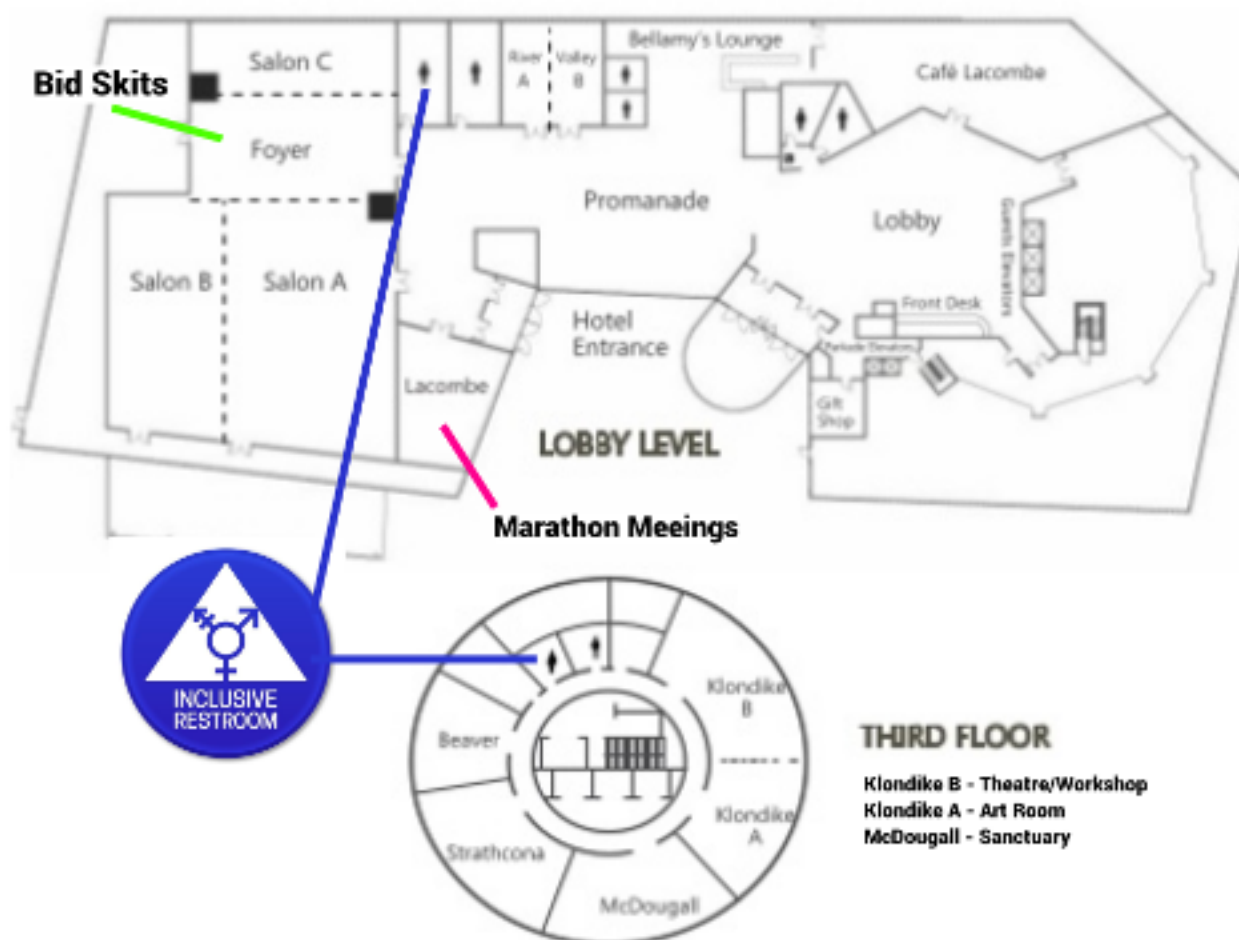 Salon C
Bid Skits
Foyer
Salon B
Salon A
River
A
Valley
B
Bellamy's Lounge
Café Lacombe
Promanade
Lobby
Guests Elevators
Front Desk
Parkade Elevators
Hotel
Entrance
Lacombe
Gift
Shop
LOBBY LEVEL
Marathon Meeings
INCLUSIVE
RESTROOM
Klondike
B
Klondike
A
Beaver
Strathcona
McDougall
THIRD FLOOR
Klondike B - Theatre/Workshop
Klondike A - Art Room
McDougall - Sanctuary